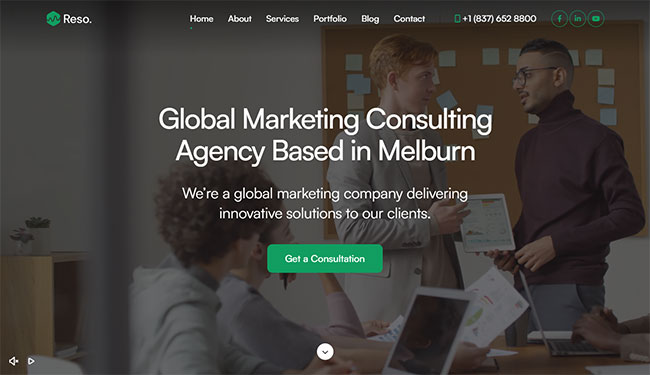 Reso.
Home About Services Portfolio Blog Contact
+1 (837) 652 8800
Global Marketing Consulting
Agency Based in Melburn
We're a global marketing company delivering
innovative solutions to our clients.
Get a Consultation